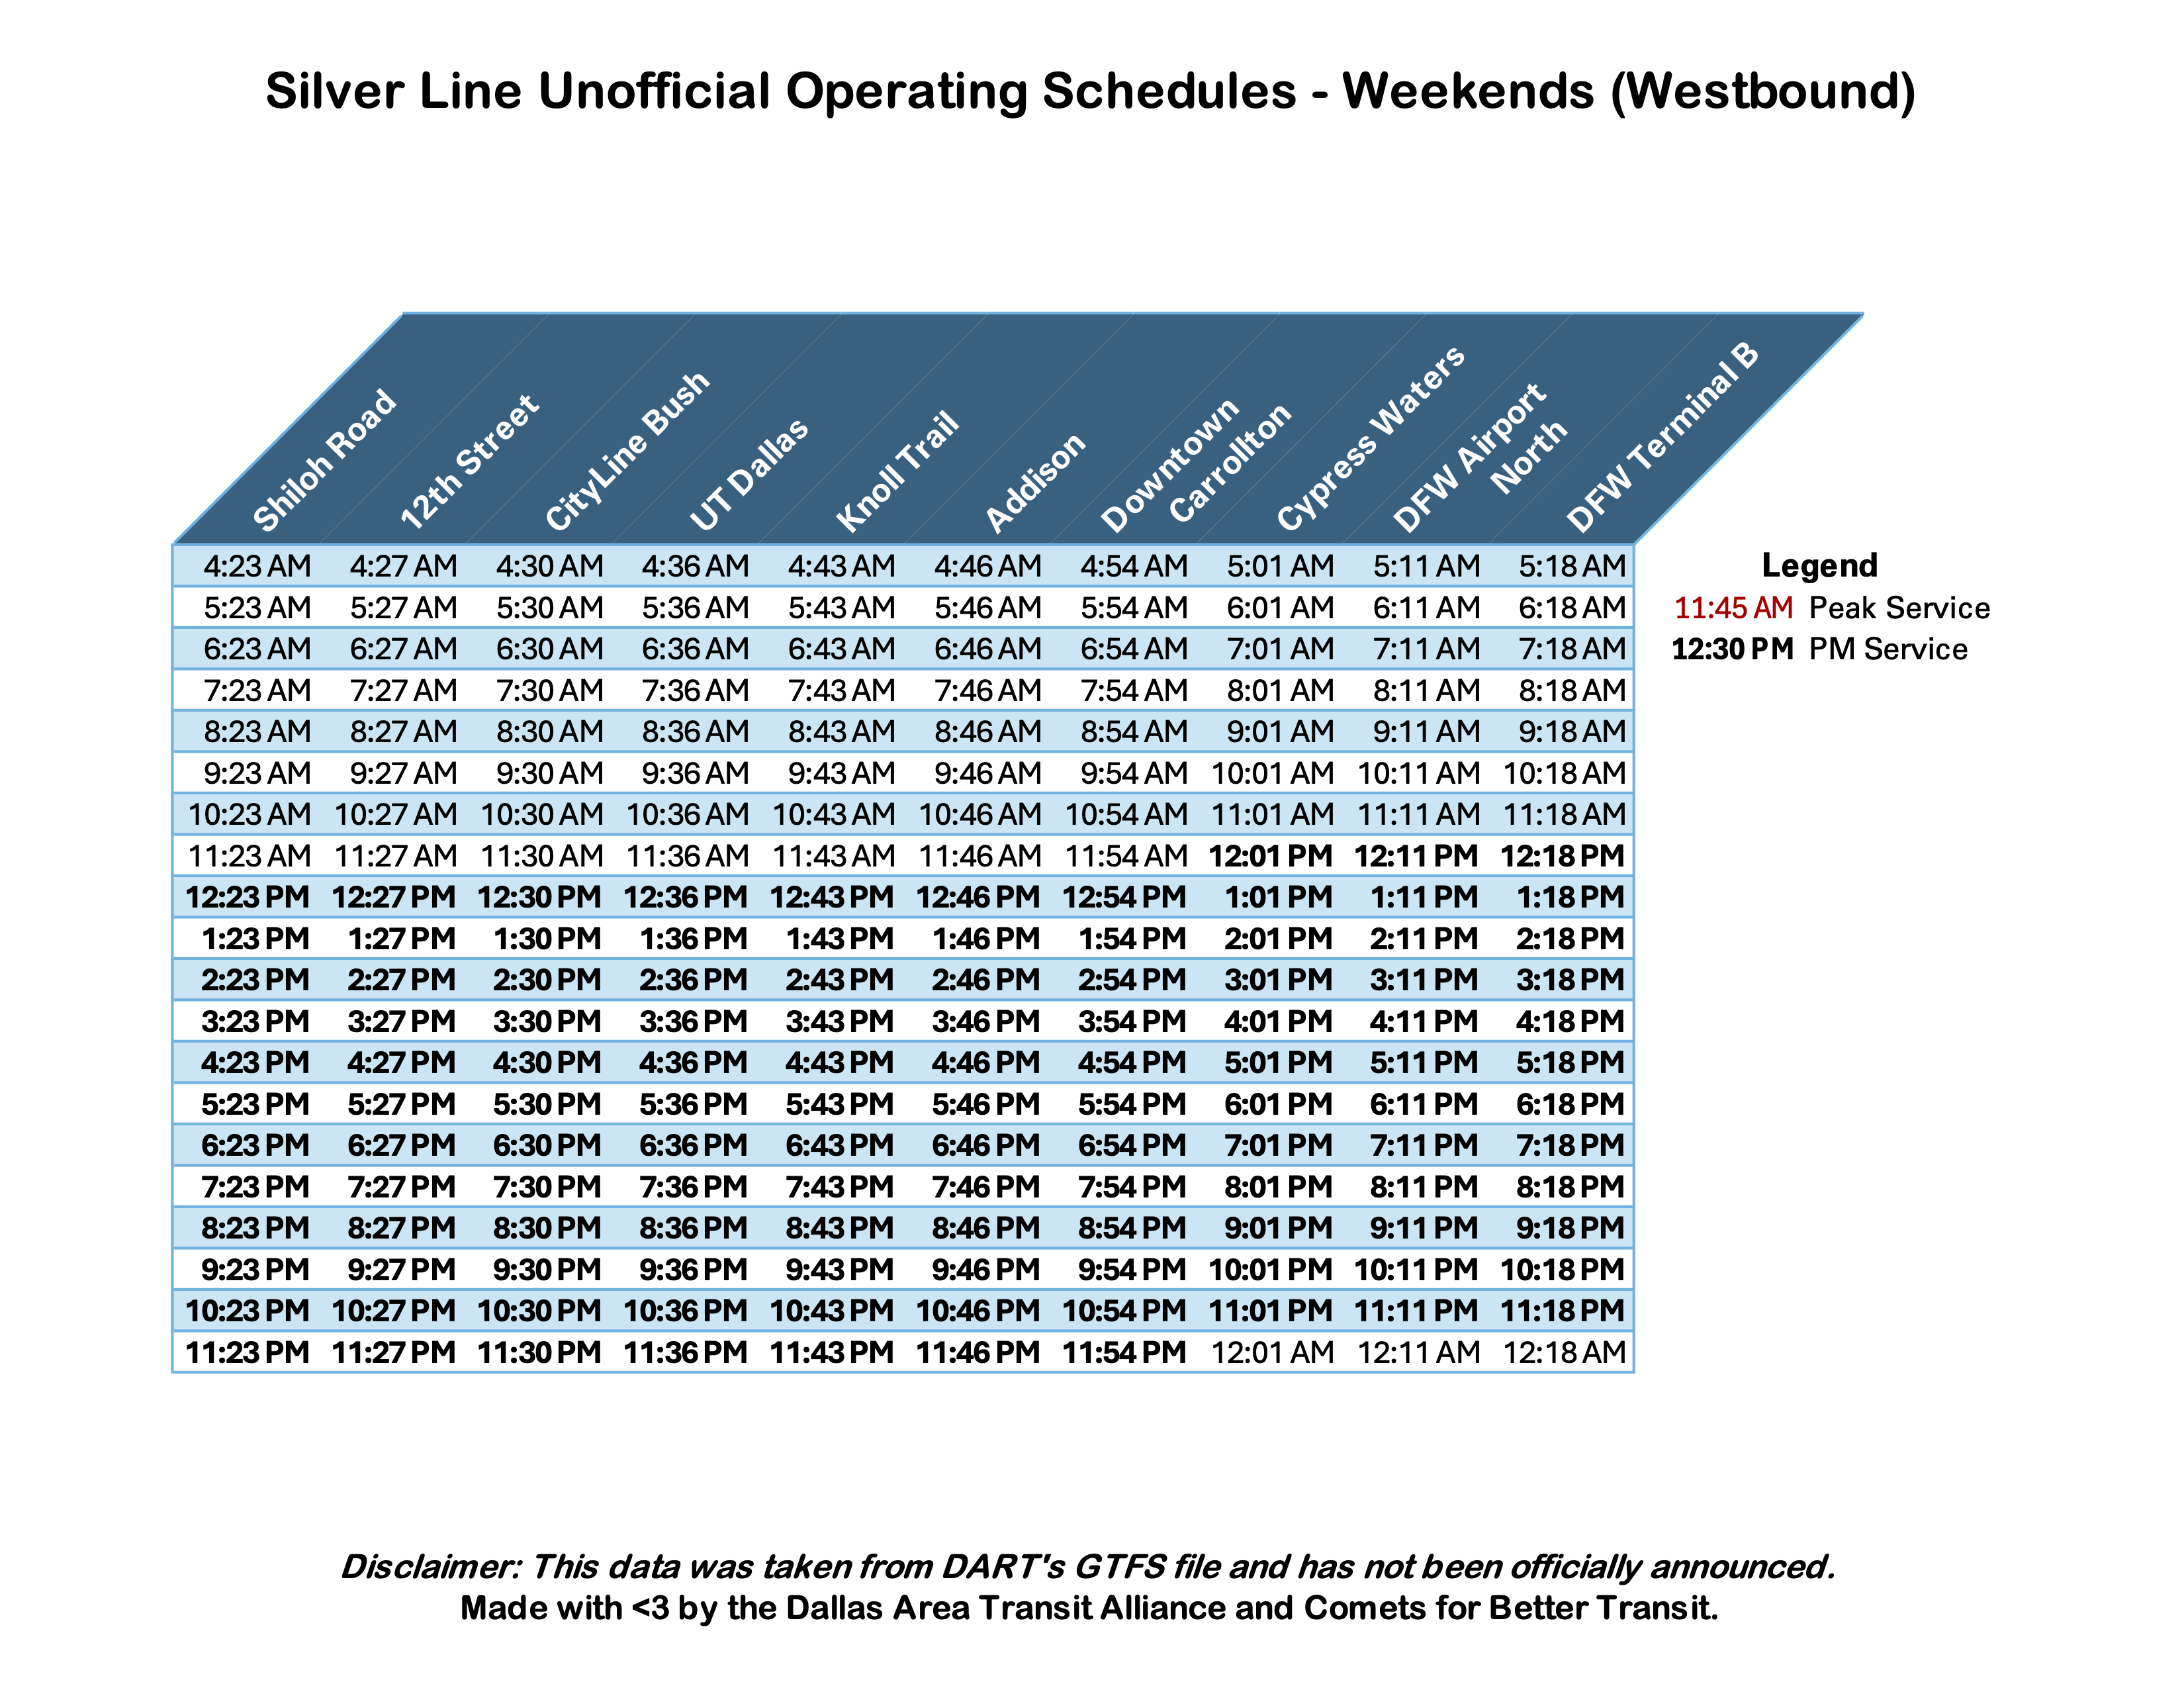 Silver Line Unofficial Operating Schedules - Weekends (Westbound)
Shiloh Road
12th Street
CityLine Bush
UT Dallas
Knoll Trail
Addison
Downtown
Carrollton
Cypress Waters
DFW Airport
North
DFW Terminal B
4:23 AM 4:27 AM 4:30 AM 4:36 AM 4:43 AM 4:46 AM 4:54 AM 5:01 AM 5:11 AM 5:18 AM
5:23 AM 5:27 AM 5:30 AM 5:36 AM 5:43 AM 5:46 AM 5:54 AM 6:01 AM 6:11 AM 6:18 AM
6:23 AM 6:27 AM 6:30 AM 6:36 AM 6:43 AM 6:46 AM 6:54 AM 7:01 AM 7:11 AM 7:18 AM
7:23 AM 7:27 AM 7:30 AM 7:36 AM 7:43 AM 7:46 AM 7:54 AM 8:01 AM 8:11 AM 8:18 AM
8:23 AM 8:27 AM 8:30 AM 8:36 AM 8:43 AM 8:46 AM 8:54 AM 9:01 AM 9:11 AM 9:18 AM
9:23 AM 9:27 AM 9:30 AM 9:36 AM 9:43 AM 9:46 AM 9:54 AM 10:01 AM 10:11 AM 10:18 AM
10:23 AM 10:27 AM 10:30 AM 10:36 AM 10:43 AM 10:46 AM 10:54 AM 11:01 AM 11:11 AM 11:18 AM
11:23 AM 11:27 AM 11:30 AM 11:36 AM 11:43 AM 11:46 AM 11:54 AM 12:01 PM 12:11 PM 12:18 PM
12:23 PM 12:27 PM 12:30 PM 12:36 PM 12:43 PM 12:46 PM 12:54 PM 1:01 PM 1:11 PM 1:18 PM
1:23 PM 1:27 PM 1:30 PM 1:36 PM 1:43 PM 1:46 PM 1:54 PM 2:01 PM 2:11 PM 2:18 PM
2:23 PM 2:27 PM 2:30 PM 2:36 PM 2:43 PM 2:46 PM 2:54 PM 3:01 PM 3:11 PM 3:18 PM
3:23 PM 3:27 PM 3:30 PM 3:36 PM 3:43 PM 3:46 PM 3:54 PM 4:01 PM 4:11 PM 4:18 PM
4:23 PM 4:27 PM 4:30 PM 4:36 PM 4:43 PM 4:46 PM 4:54 PM 5:01 PM 5:11 PM 5:18 PM
5:23 PM 5:27 PM 5:30 PM 5:36 PM 5:43 PM 5:46 PM 5:54 PM 6:01 PM 6:11 PM 6:18 PM
6:23 PM 6:27 PM 6:30 PM 6:36 PM 6:43 PM 6:46 PM 6:54 PM 7:01 PM 7:11 PM 7:18 PM
7:23 PM 7:27 PM 7:30 PM 7:36 PM 7:43 PM 7:46 PM 7:54 PM 8:01 PM 8:11 PM 8:18 PM
8:23 PM 8:27 PM 8:30 PM 8:36 PM 8:43 PM 8:46 PM 8:54 PM 9:01 PM 9:11 PM 9:18 PM
9:23 PM 9:27 PM 9:30 PM 9:36 PM 9:43 PM 9:46 PM 9:54 PM 10:01 PM 10:11 PM 10:18 PM
10:23 PM 10:27 PM 10:30 PM 10:36 PM 10:43 PM 10:46 PM 10:54 PM 11:01 PM 11:11 PM 11:18 PM
11:23 PM 11:27 PM 11:30 PM 11:36 PM 11:43 PM 11:46 PM 11:54 PM 12:01 AM 12:11 AM 12:18 AM
Legend
11:45 AM Peak Service
12:30 PM PM Service
Disclaimer: This data was taken from DART's GTFS file and has not been officially announced.
Made with <3 by the Dallas Area Transit Alliance and Comets for Better Transit.